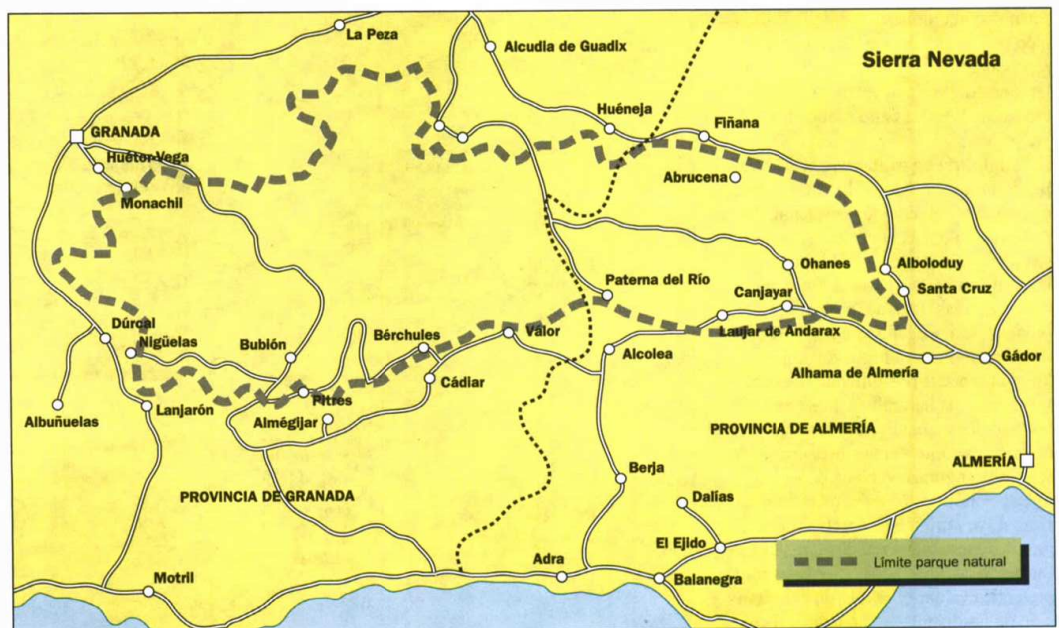 La Peza
Alcudia de Guadix
Sierra Nevada
Huéneja
Fiñana
GRANADA
Huétor-Vega
Abrucena
Monachil
Ohanes
Alboloduy
Paterna del Río
Canjayar
Santa Cruz
Dúrcal
Bérchules
Válor
Laujar de Andarax
Nigüelas
Bublón
Alcolea
Gádor
Cádiar
Alhama de Almería
Pitres
Albuñuelas
Lanjarón
Almégijar
PROVINCIA DE ALMERÍA
ALMERÍA
Berja
PROVINCIA DE GRANADA
Dalías
El Ejido
Adra
Límite parque natural
Motril
Balanegra